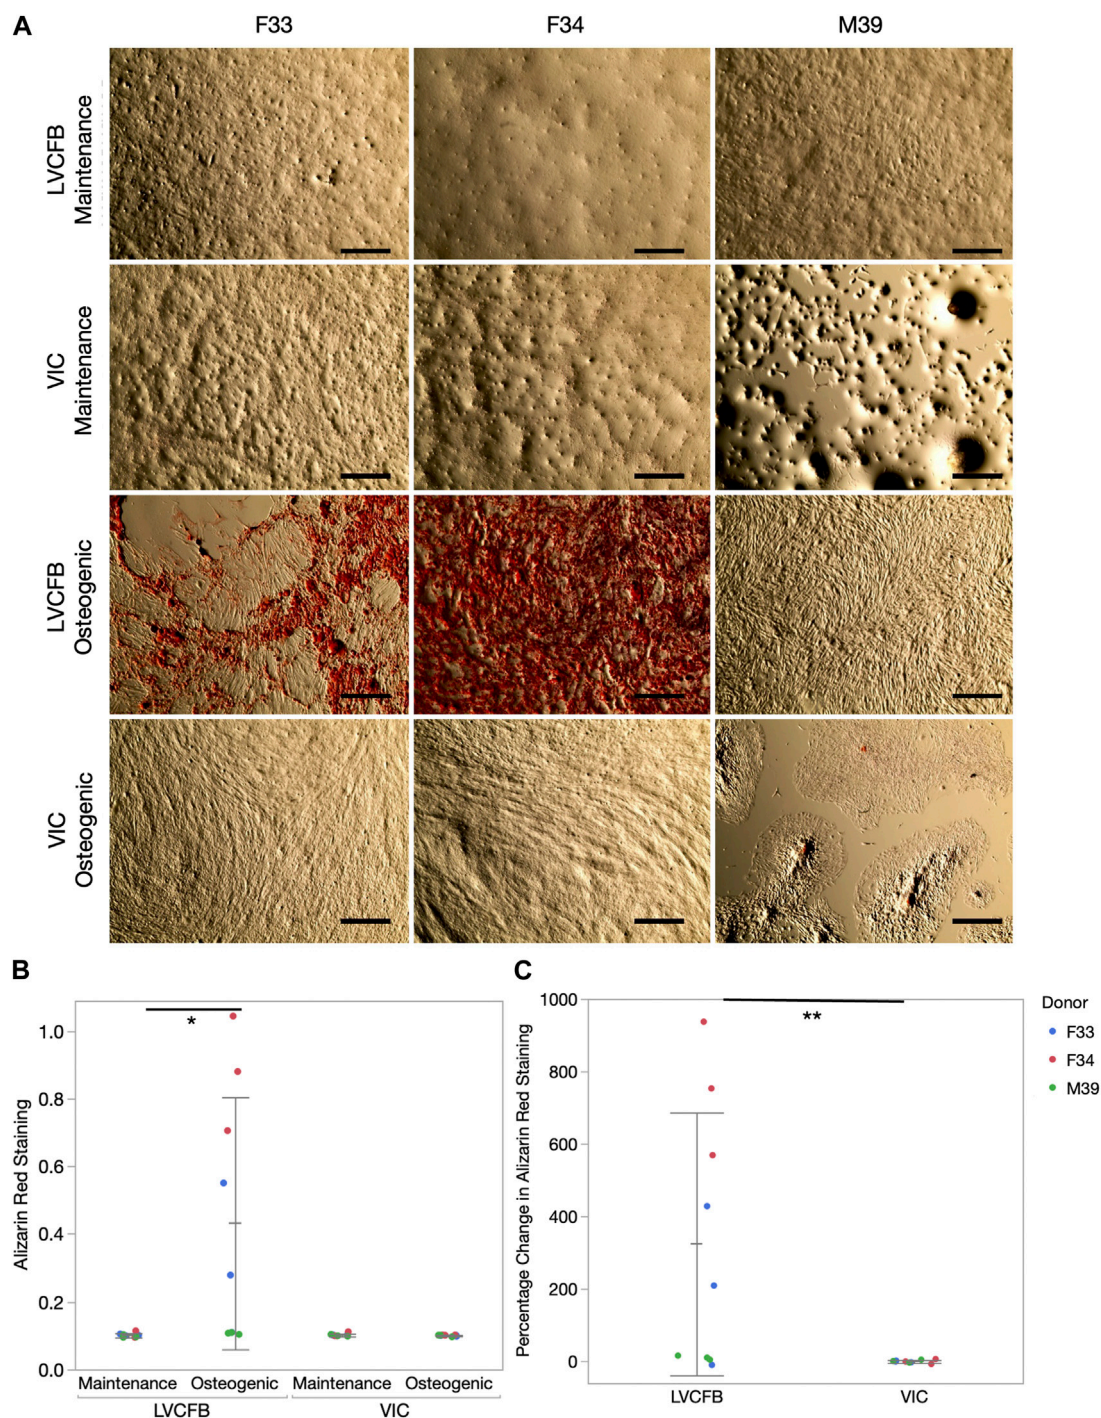 A
F33 F34 M39
LVCFB
Maintenance
VIC
Maintenance
LVCFB
Osteogenic
VIC
Osteogenic
B
Alizarin Red Staining
1.0
0.8
0.6
0.4
0.2
0.0
*
Maintenance Osteogenic Maintenance Osteogenic
LVCFB VIC
C
Percentage Change in Alizarin Red Staining
1000
800
600
400
200
0
**
LVCFB VIC
Donor
F33
F34
M39